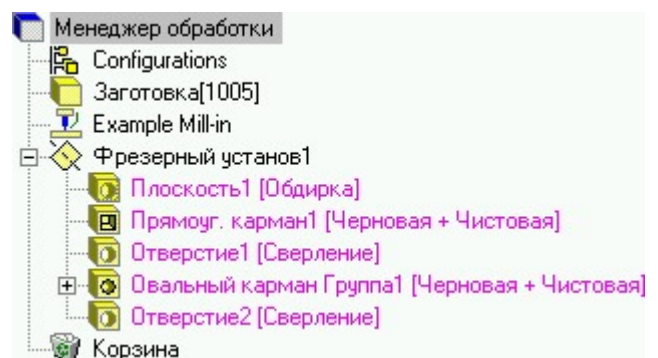 Менеджер обработки
Configurations
Заготовка[1005]
Example Mill-in
Фрезерный установ1
Плоскость1 [Обдирка]
Прямоуг. карман1 [Черновая + Чистовая]
Отверстие1 [Сверление]
Овальный карман Группа1 [Черновая + Чистовая]
Отверстие2 [Сверление]
Корзина